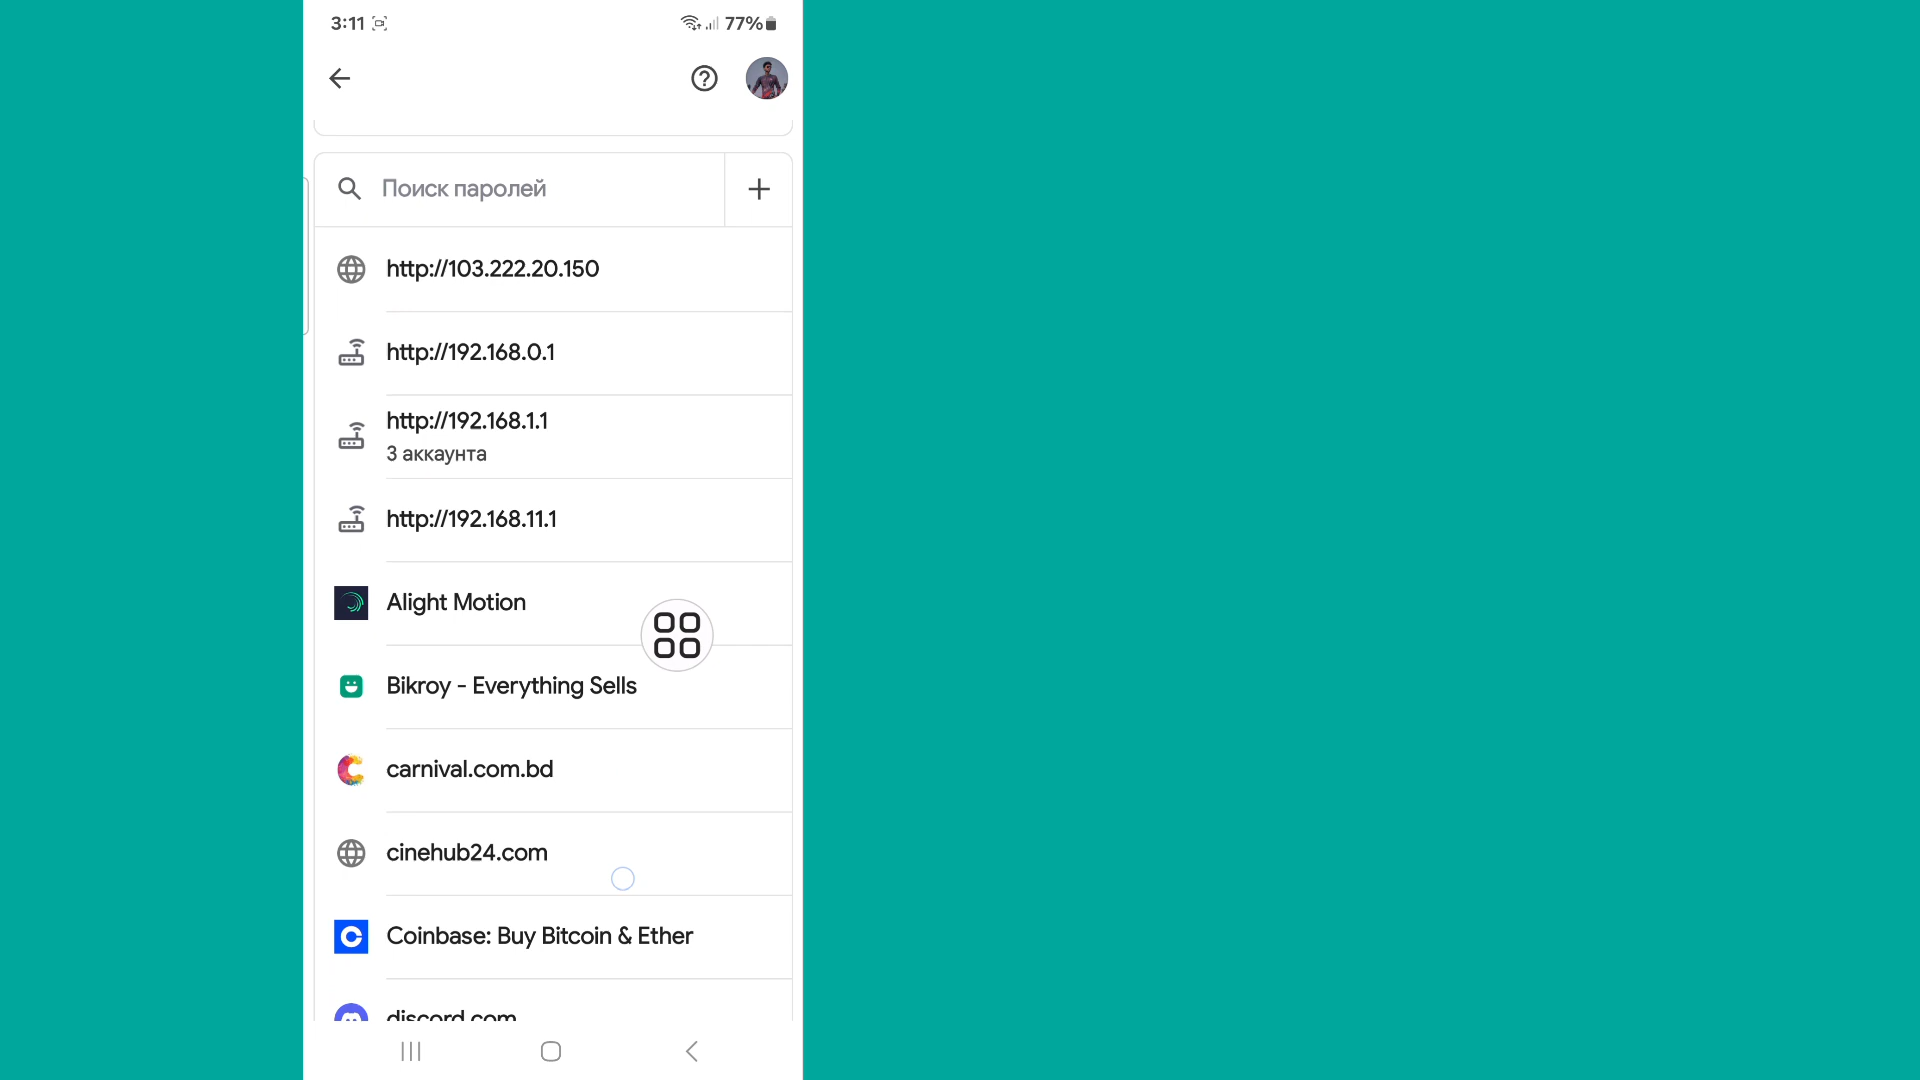 3:11
77%
Поиск паролей
http://103.222.20.150
http://192.168.0.1
http://192.168.1.1
3 аккаунта
http://192.168.11.1
Alight Motion
Bikroy - Everything Sells
carnival.com.bd
cinehub24.com
Coinbase: Buy Bitcoin & Ether
discord.com